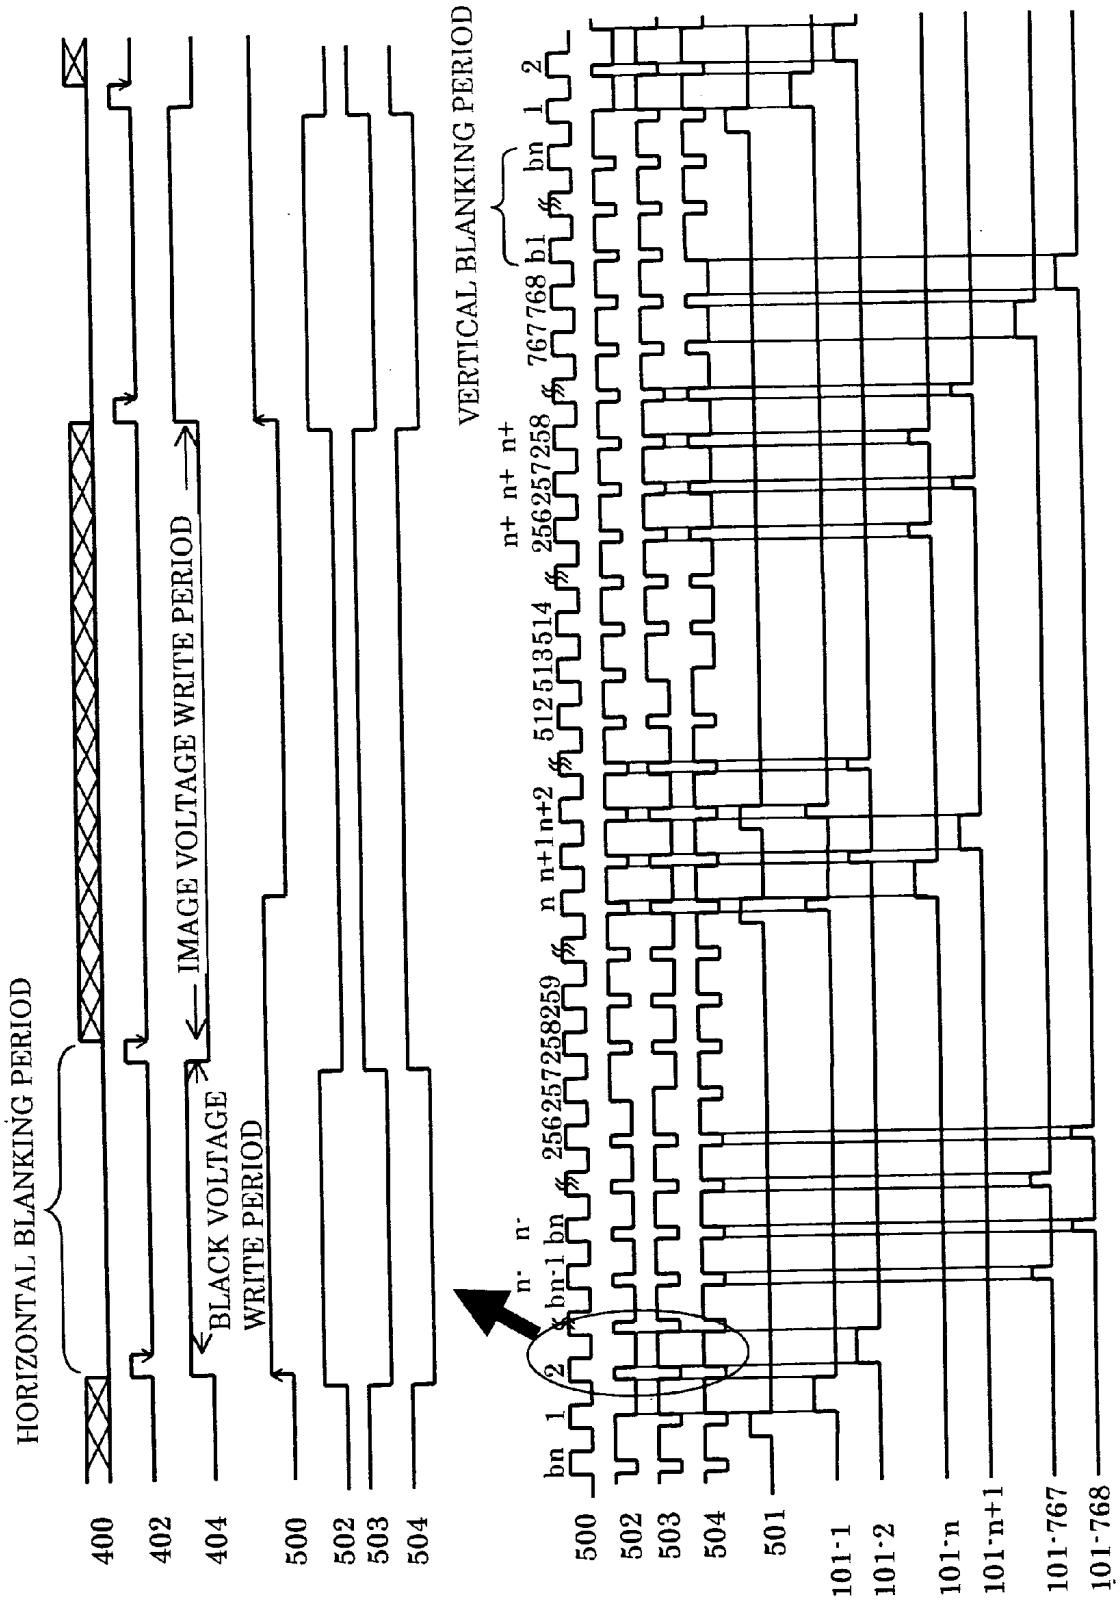 HORIZONTAL BLANKING PERIOD
400
402
404
BLACK VOLTAGE
WRITE PERIOD
IMAGE VOLTAGE WRITE PERIOD
500
502
503
504
VERTICAL BLANKING PERIOD
n- n- n+ n+ n+
bn 1 2 bn-1 bn 256 257 258 259 n n+1 n+2 512 513 514 256 257 258 767 768 b1 bn 1 2
500
502
503
504
501
101-1
101-2
101-n
101-n+1
101-767
101-768